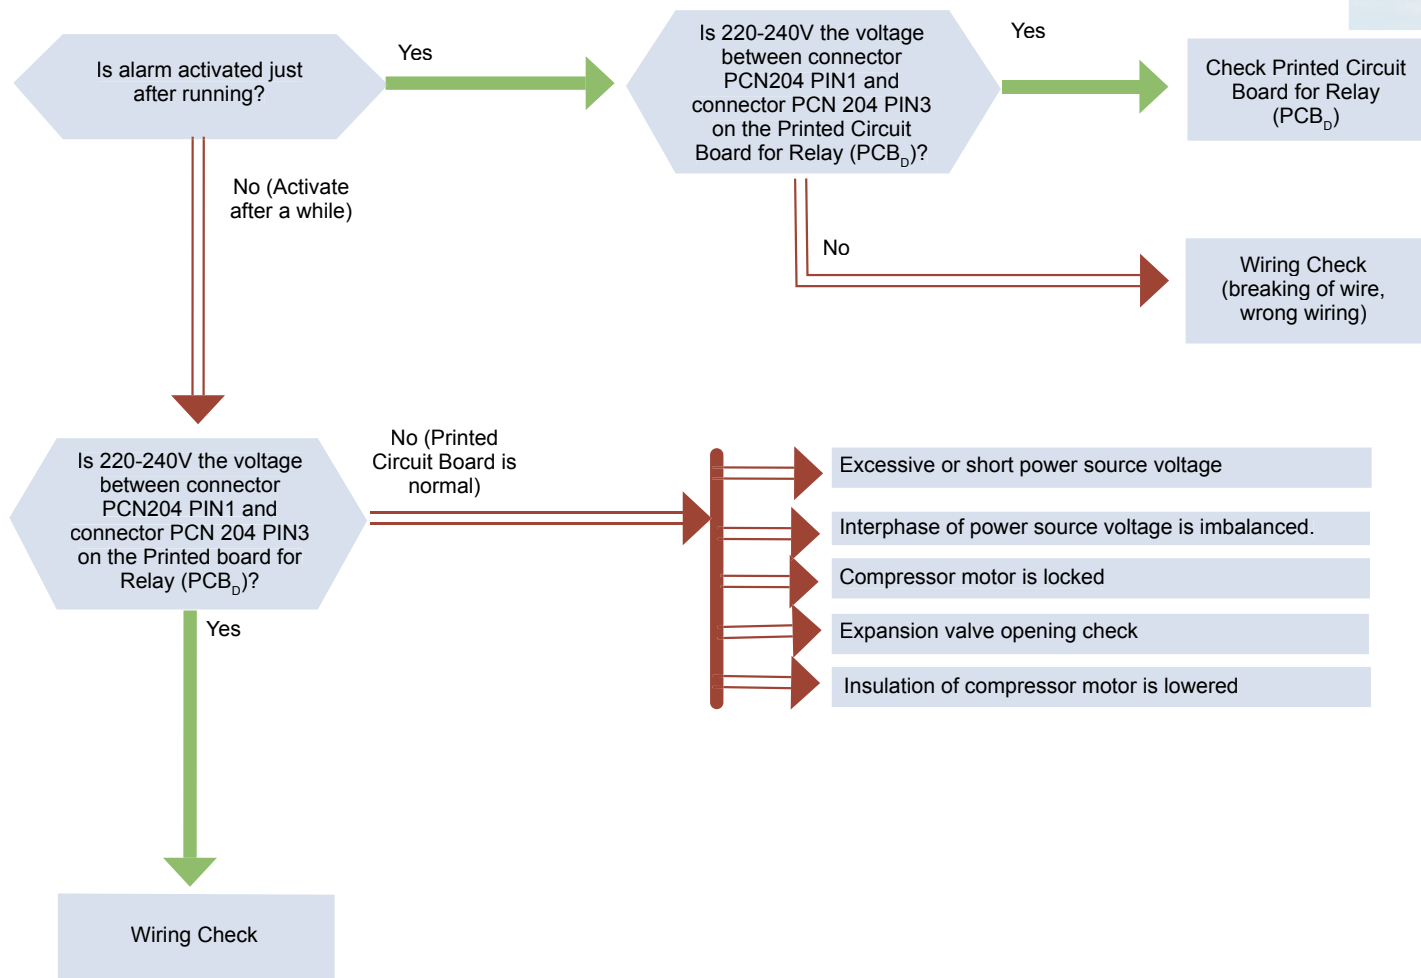 Is alarm activated just
after running?
Yes
Is 220-240V the voltage
between connector
PCN204 PIN1 and
connector PCN 204 PIN3
on the Printed Circuit
Board for Relay (PCBD)?
Yes
Check Printed Circuit
Board for Relay
(PCBD)
No (Activate
after a while)
No
Wiring Check
(breaking of wire,
wrong wiring)
Is 220-240V the voltage
between connector
PCN204 PIN1 and
connector PCN 204 PIN3
on the Printed board for
Relay (PCBD)?
No (Printed
Circuit Board is
normal)
Excessive or short power source voltage
Interphase of power source voltage is imbalanced.
Compressor motor is locked
Expansion valve opening check
Insulation of compressor motor is lowered
Yes
Wiring Check